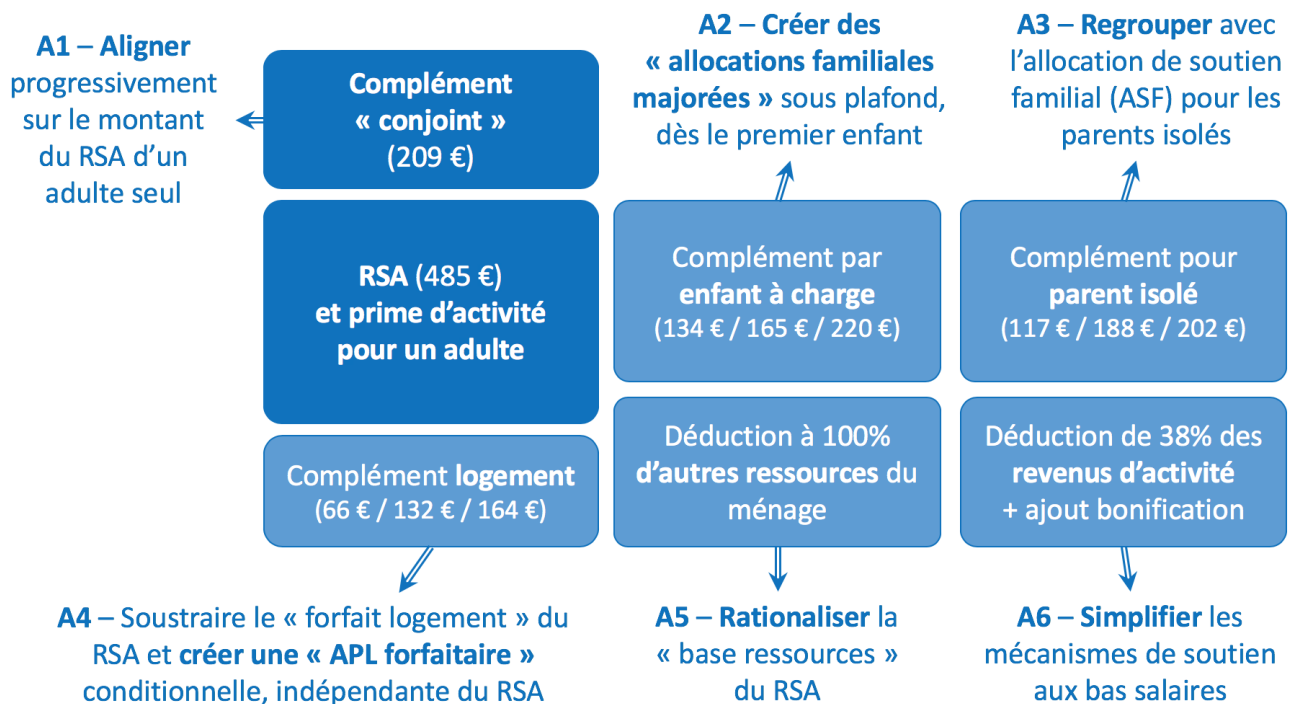 A1 – Aligner
progressivement
sur le montant
du RSA d’un
adulte seul
Complément
« conjoint »
(209 €)
A2 – Créer des
« allocations familiales
majorées » sous plafond,
dès le premier enfant
A3 – Regrouper avec
l’allocation de soutien
familial (ASF) pour les
parents isolés
RSA (485 €)
et prime d’activité
pour un adulte
Complément par
enfant à charge
(134 € / 165 € / 220 €)
Complément pour
parent isolé
(117 € / 188 € / 202 €)
Complément logement
(66 € / 132 € / 164 €)
Déduction à 100%
d’autres ressources du
ménage
Déduction de 38% des
revenus d’activité
+ ajout bonification
A4 – Soustraire le « forfait logement » du
RSA et créer une « APL forfaitaire »
conditionnelle, indépendante du RSA
A5 – Rationaliser la
« base ressources »
du RSA
A6 – Simplifier les
mécanismes de soutien
aux bas salaires